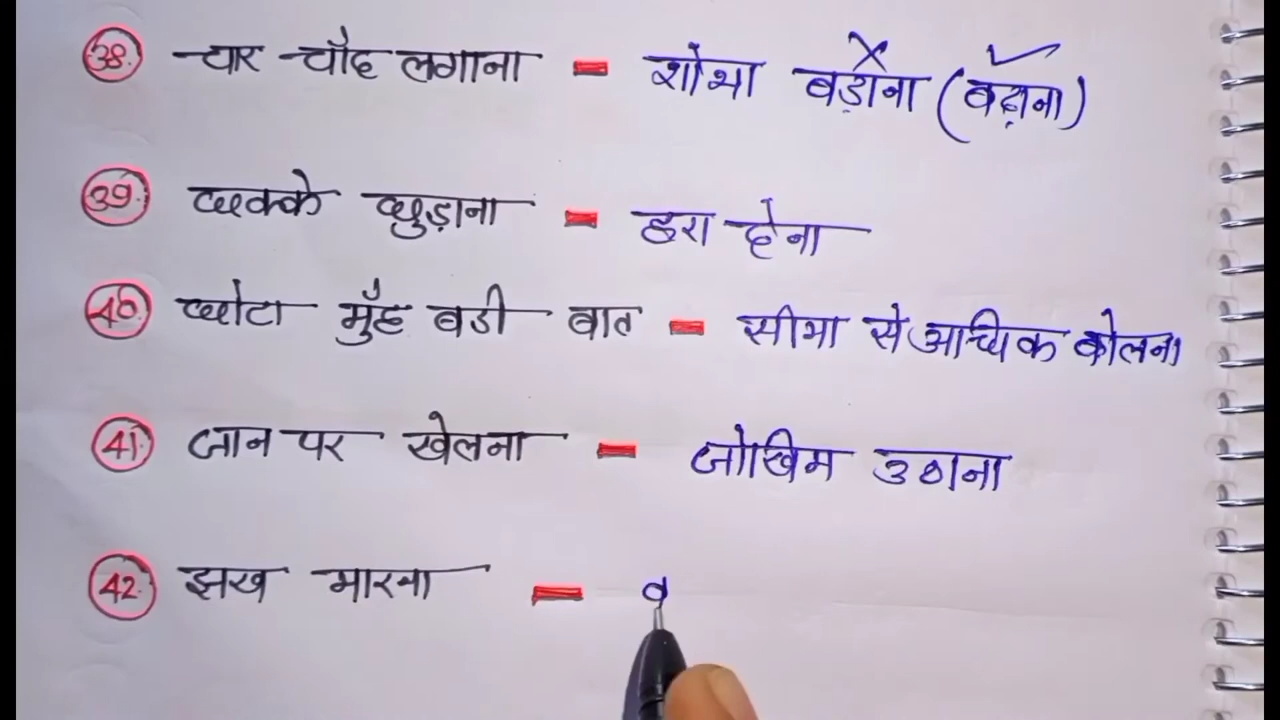 38. चार चाँद लगाना - शोभा बड़ाना (बढ़ाना)
39. छक्के छुड़ाना - हरा देना
40. छोटा मुँह बडी बात - सीमा से अधिक बोलना
41. जान पर खेलना - जोखिम उठाना
42. झख मारना - व